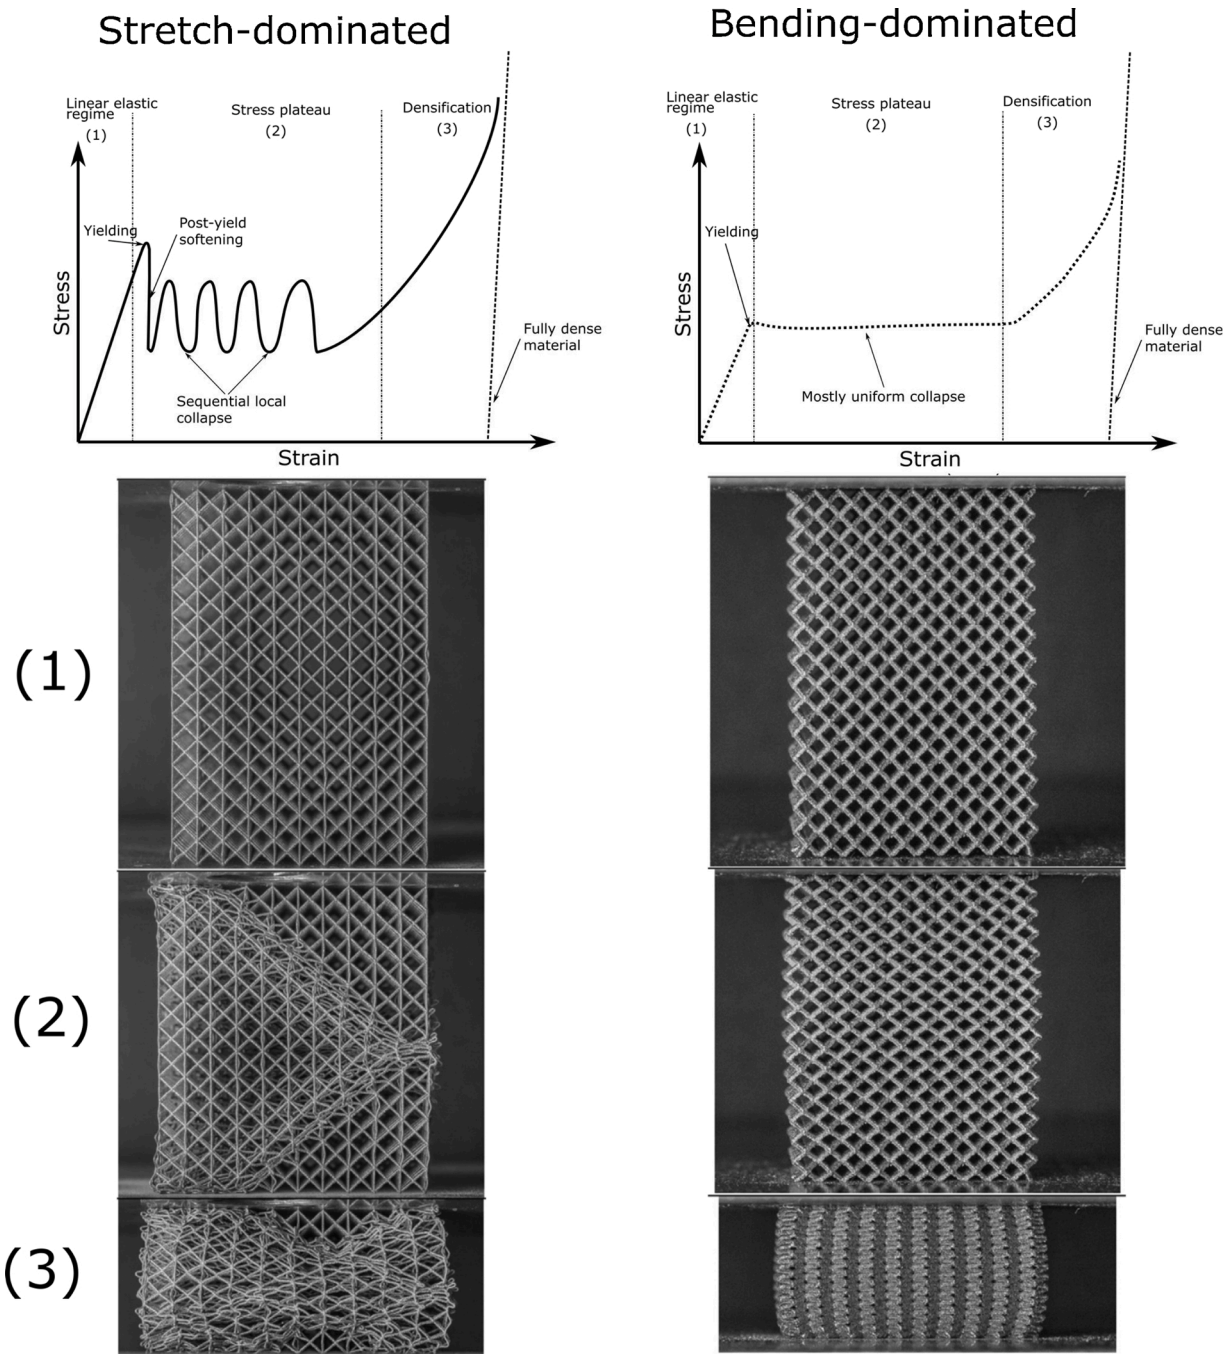 Stretch-dominated
Linear elastic
regime
(1)
Stress plateau
(2)
Densification
(3)
Yielding
Post-yield
softening
Stress
Sequential local
collapse
Fully dense
material
Strain
Bending-dominated
Linear elastic
regime
(1)
Stress plateau
(2)
Densification
(3)
Yielding
Stress
Mostly uniform collapse
Fully dense
material
Strain
(1)
(2)
(3)